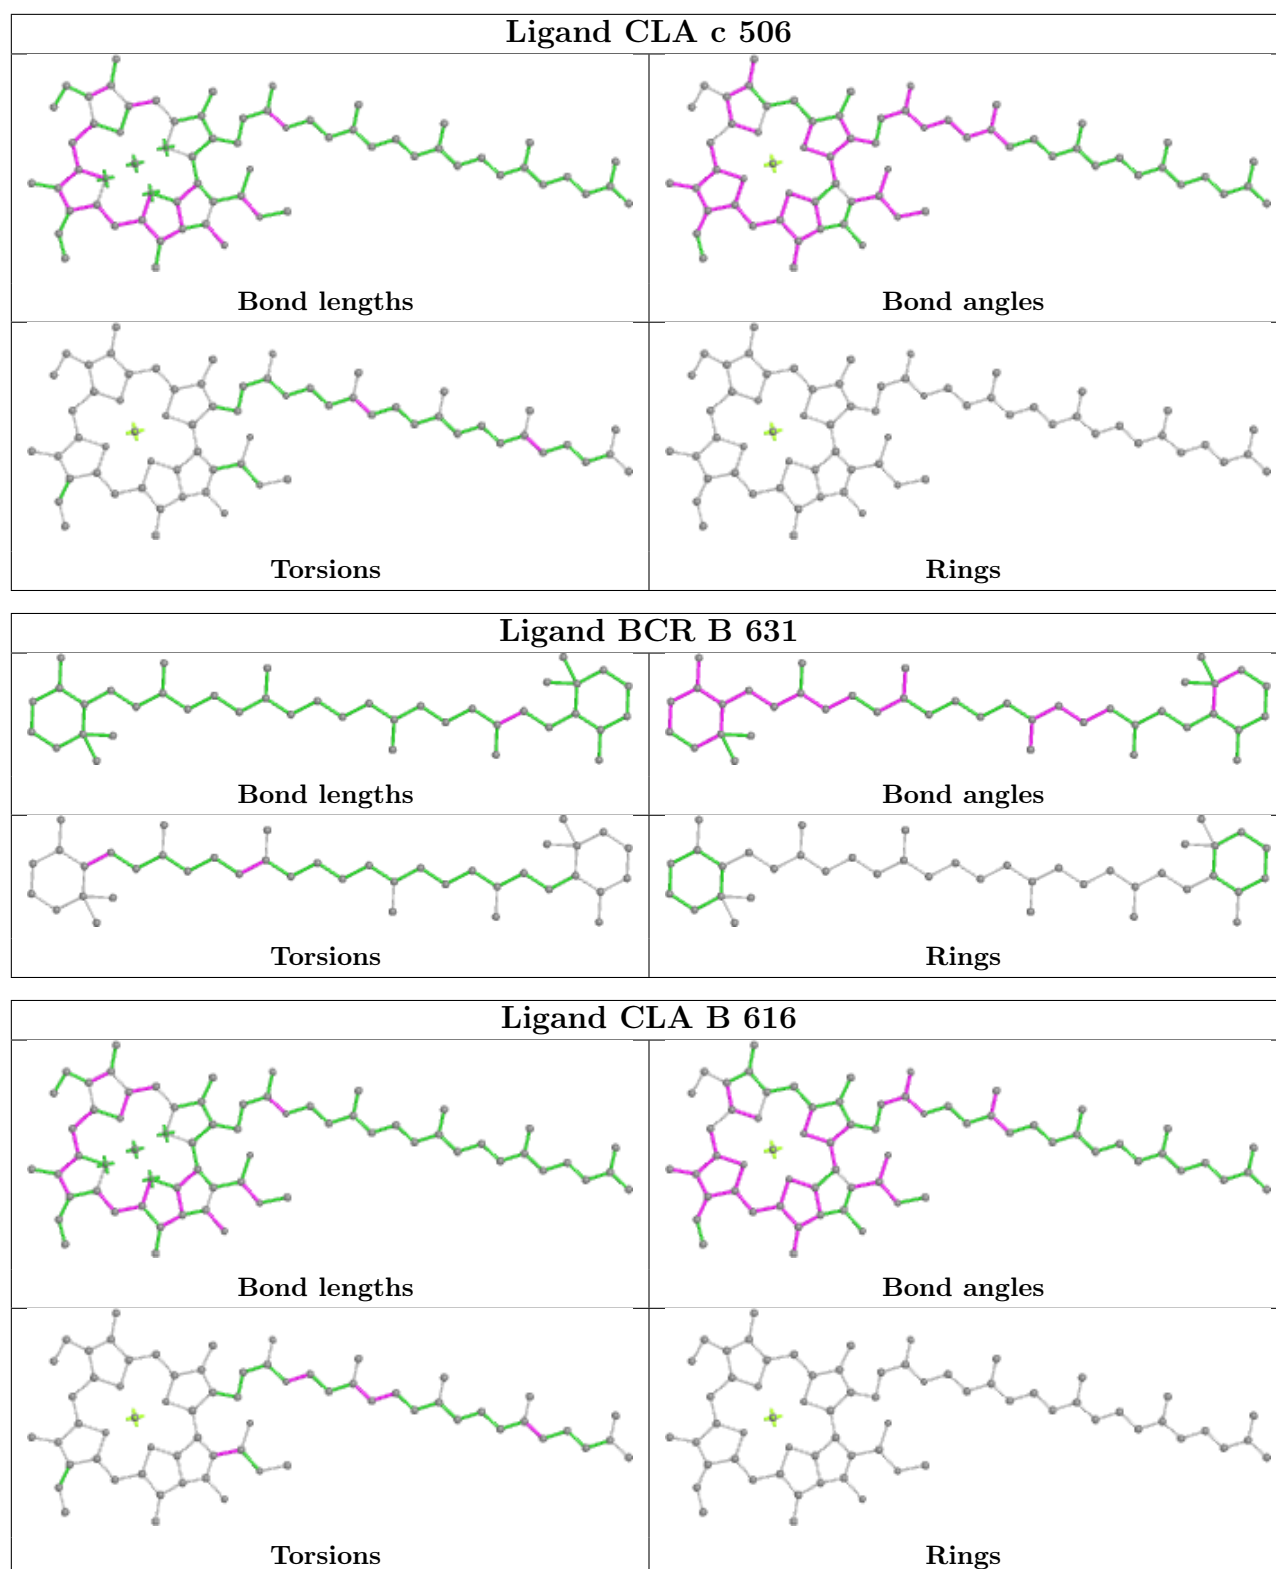 Ligand CLA c 506
Bond lengths
Bond angles
Torsions
Rings
Ligand BCR B 631
Bond lengths
Bond angles
Torsions
Rings
Ligand CLA B 616
Bond lengths
Bond angles
Torsions
Rings